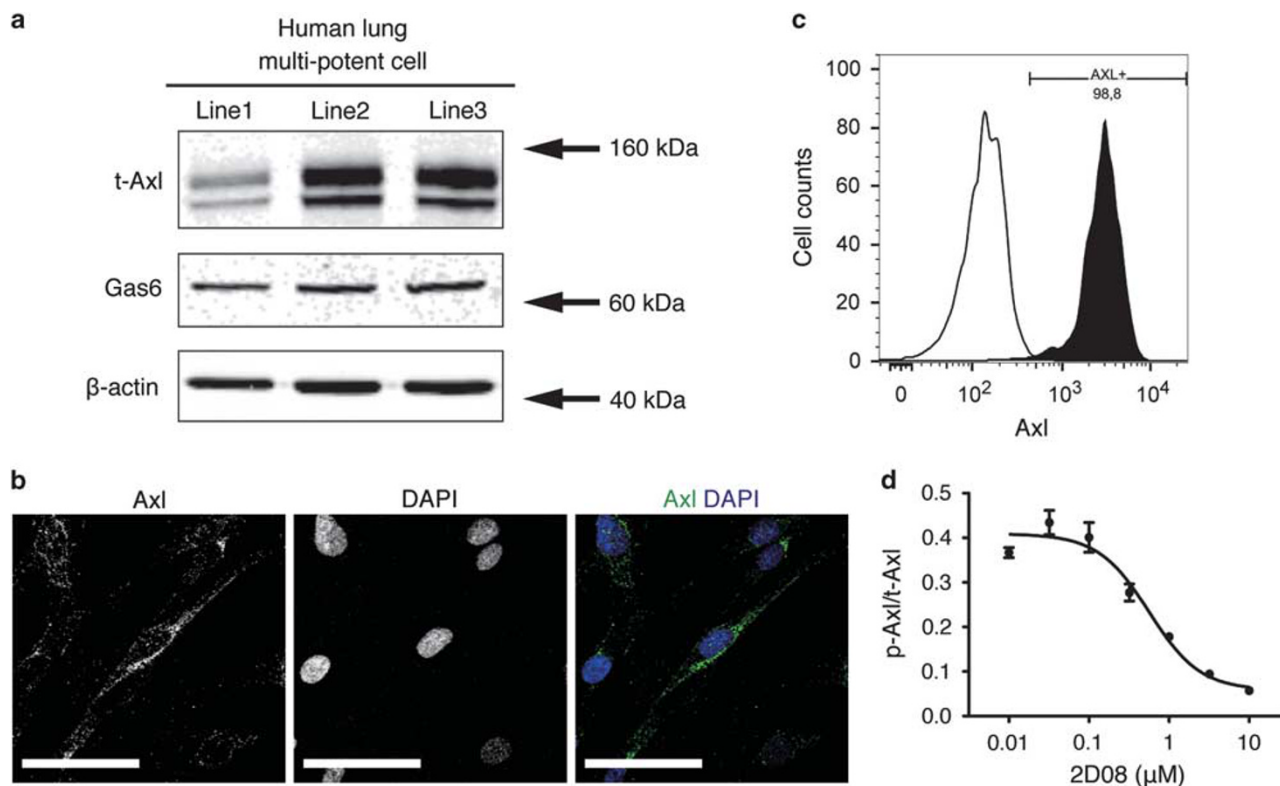 a
Human lung
multi-potent cell
Line1 Line2 Line3
t-Axl
160 kDa
Gas6
60 kDa
β-actin
40 kDa
b
Axl DAPI Axl DAPI
c
100
80
60
40
20
0
Cell counts
AXL+
98,8
0 10² 10³ 10⁴
Axl
d
0.5
0.4
0.3
0.2
0.1
0.0
p-Axl/t-Axl
0.01 0.1 1 10
2D08 (μM)